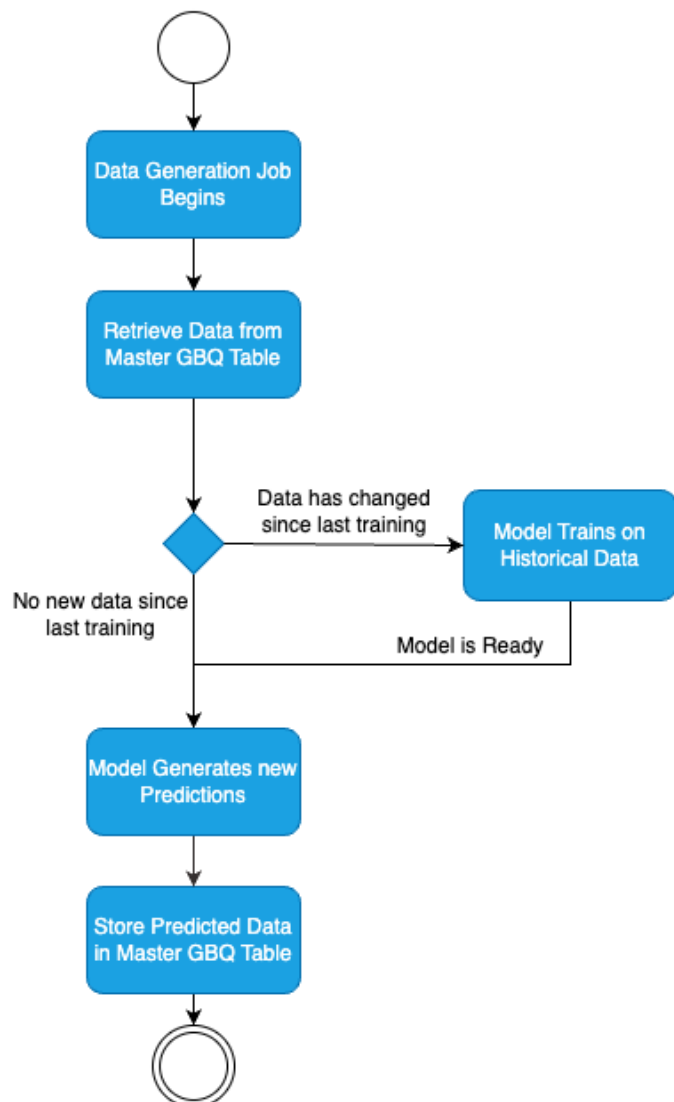 Data Generation Job
Begins
Retrieve Data from
Master GBQ Table
Data has changed
since last training
Model Trains on
Historical Data
No new data since
last training
Model is Ready
Model Generates new
Predictions
Store Predicted Data
in Master GBQ Table